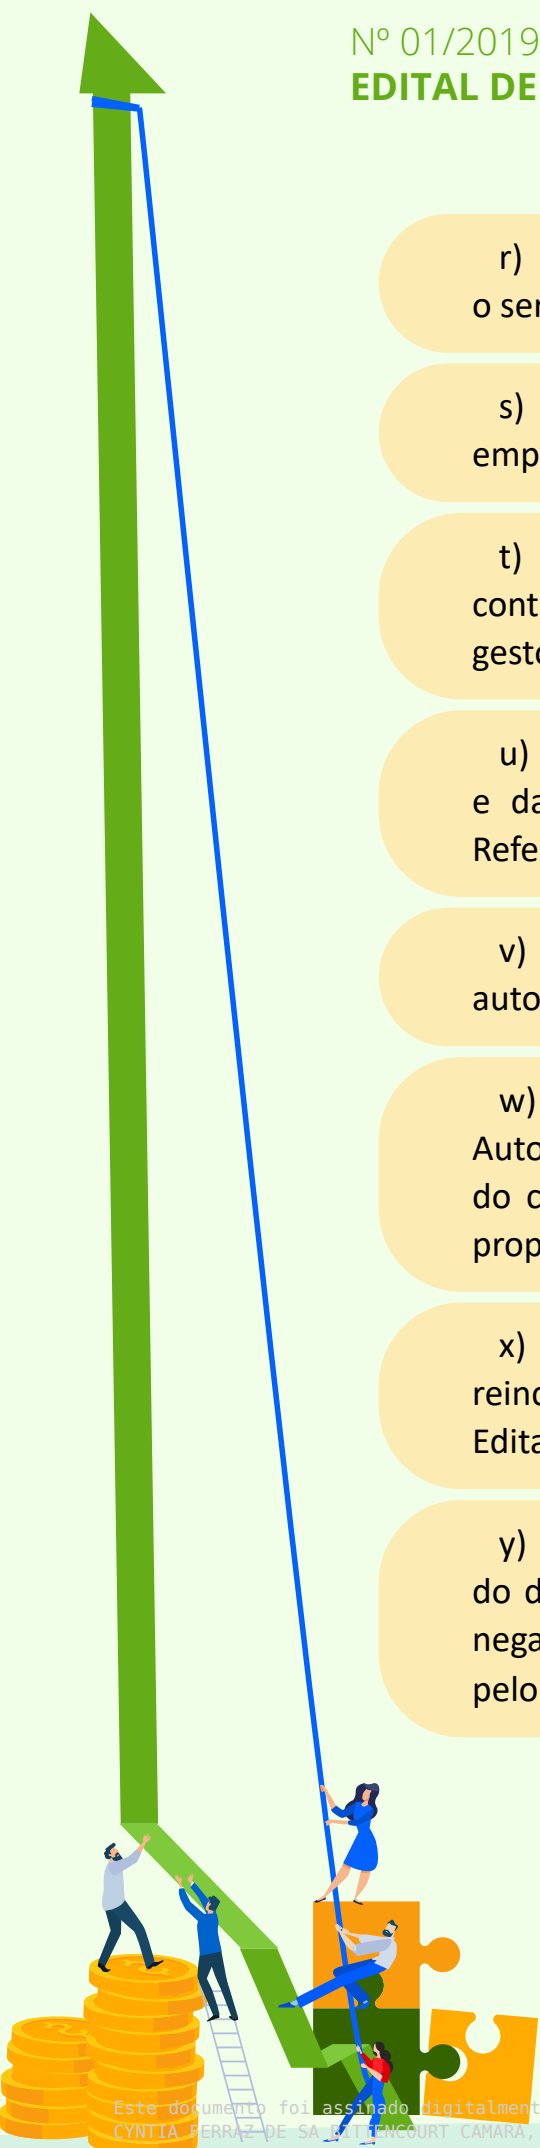 Nº 01/2019
EDITAL DE
r)
o ser
s)
emp
t)
cont
gesto
u)
e da
Refe
v)
auto
w)
Auto
do c
prop
x)
reind
Edita
y)
do d
nega
pelo
Este documento foi assinado digitalment
CYNTIA FERRAZ DE SA BITTENCOURT CAMARA,